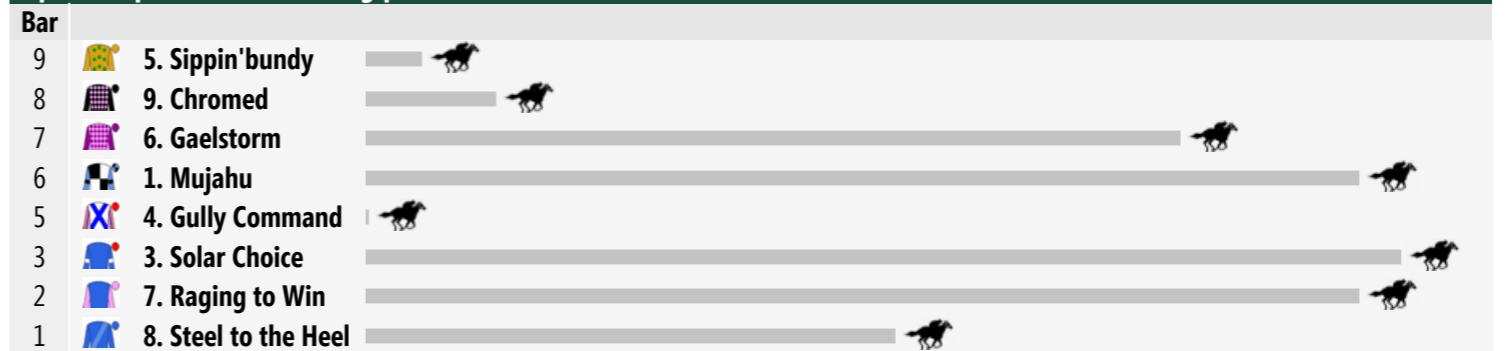 Bar
9 5. Sippin'bundy
8 9. Chromed
7 6. Gaelstorm
6 1. Mujahu
5 4. Gully Command
3 3. Solar Choice
2 7. Raging to Win
1 8. Steel to the Heel